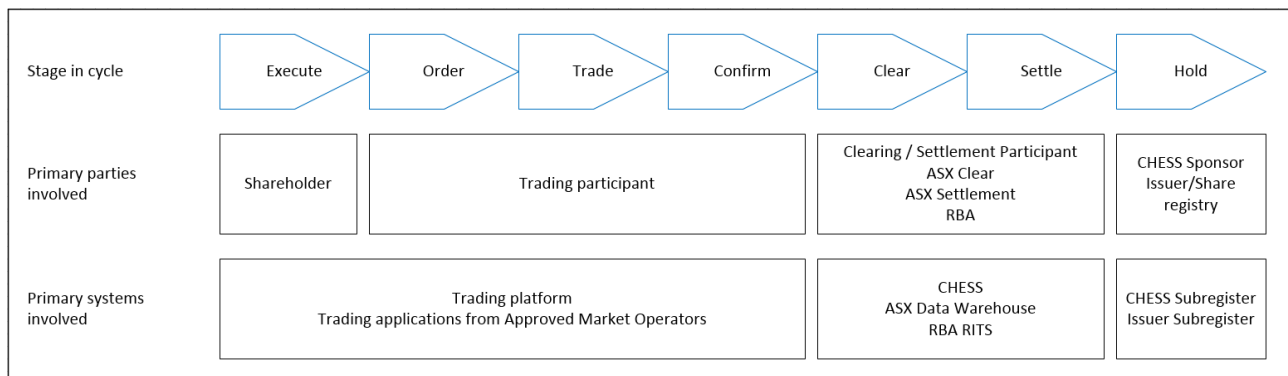 Stage in cycle
Execute
Order
Trade
Confirm
Clear
Settle
Hold
Primary parties
involved
Shareholder
Trading participant
Clearing / Settlement Participant
ASX Clear
ASX Settlement
RBA
CHESS Sponsor
Issuer/Share
registry
Primary systems
involved
Trading platform
Trading applications from Approved Market Operators
CHESS
ASX Data Warehouse
RBA RITS
CHESS Subregister
Issuer Subregister